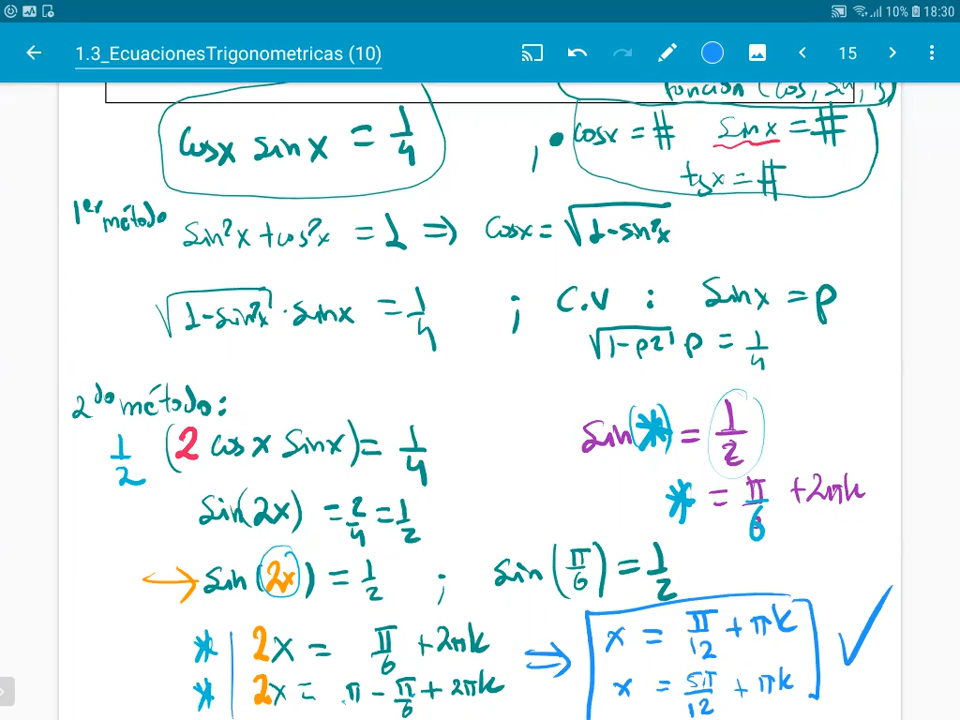 10% 18:30
1.3_EcuacionesTrigonometricas (10)
15
función (cos,
cosx sinx = 1/4 ; • cosx = # sinx = #
tgx = #
1er método
sin²x + cos²x = 1 ⇒ cosx = √(1-sin²x)
√(1-sin²x) · sinx = 1/4 ; C.V : sinx = p
√(1-p²) p = 1/4
2do método:
1/2 (2 cosx sinx) = 1/4
sin(*) = 1/2
* = π/6 + 2πk
sin(2x) = 2/4 = 1/2
→ sin(2x) = 1/2 ; sin(π/6) = 1/2
* | 2x = π/6 + 2πk ⇒ x = π/12 + πk ✓
* | 2x = π - π/6 + 2πk x = 5π/12 + πk